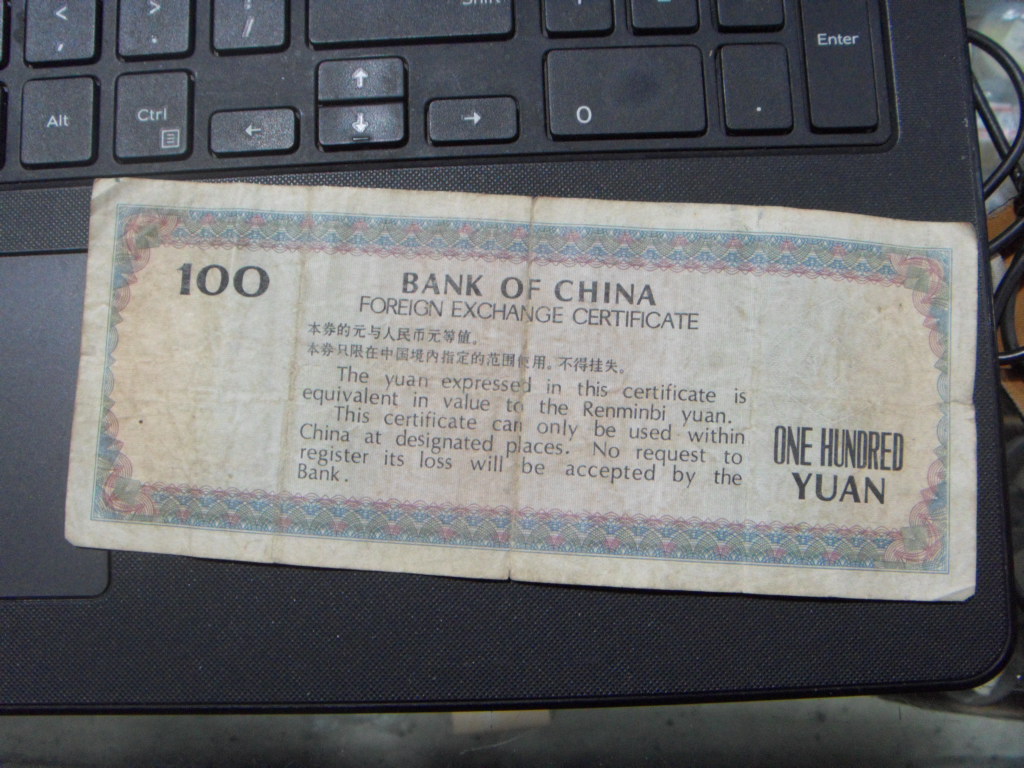 Shift
<
,
>
.
/
Enter
Alt
Ctrl
0
.
100
BANK OF CHINA
FOREIGN EXCHANGE CERTIFICATE
本券的元与人民币元等值。
本券只限在中国境内指定的范围使用。不得挂失。
The yuan expressed in this certificate is
equivalent in value to the Renminbi yuan.
This certificate can only be used within
China at designated places. No request to
register its loss will be accepted by the
Bank.
ONE HUNDRED
YUAN